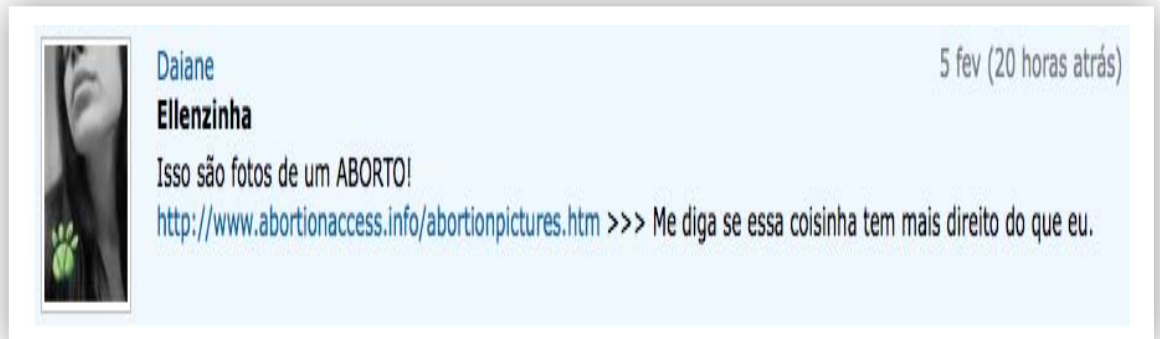 Daiane
5 fev (20 horas atrás)
Ellenzinha
Isso são fotos de um ABORTO!
http://www.abortionaccess.info/abortionpictures.htm >>> Me diga se essa coisinha tem mais direito do que eu.